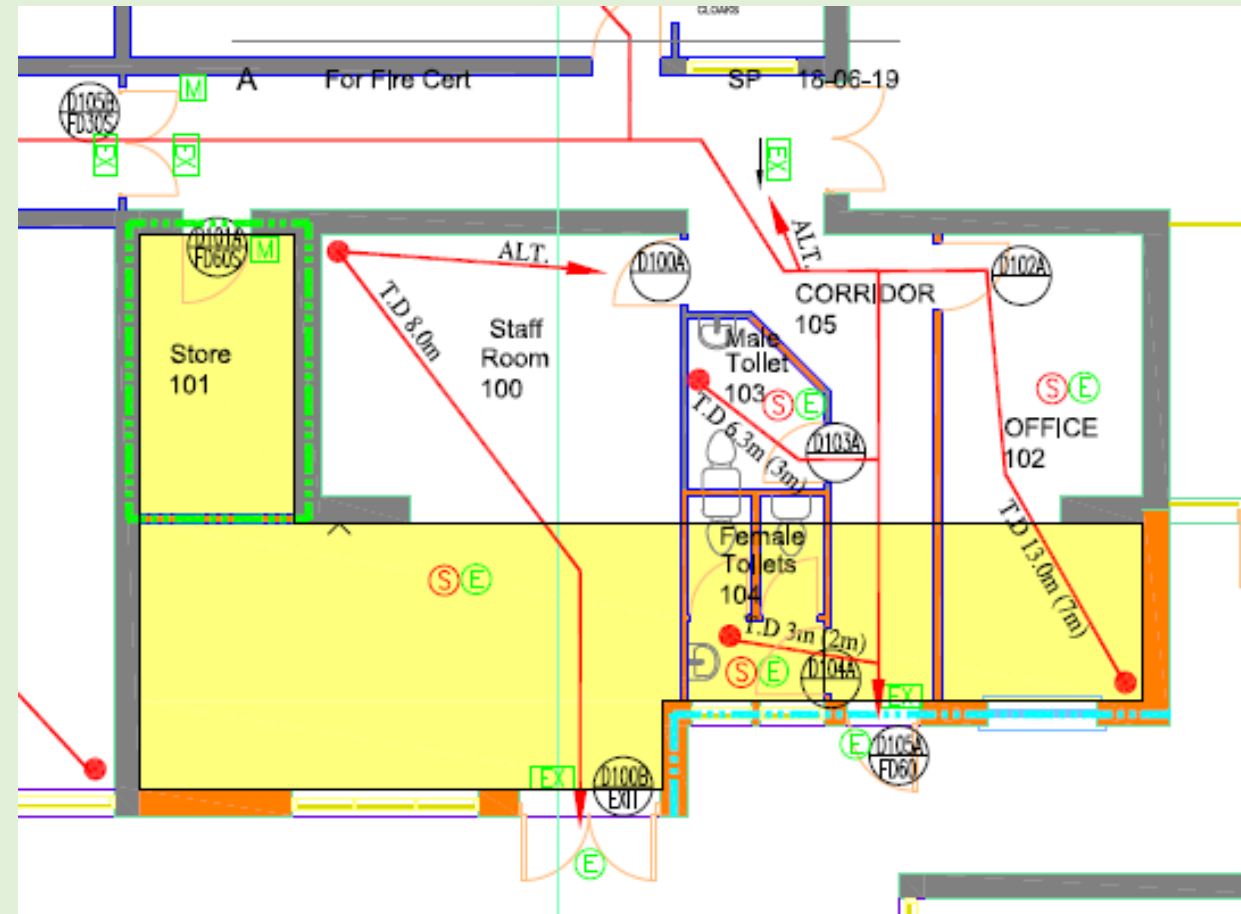 CLOAKS
A For Fire Cert SP 18-06-19
M
D105B
FD30S
EX
EX
EX
D101A
FD60S
M
ALT.
D100A
ALT.
D102A
T.D 8.0m
CORRIDOR
105
Staff
Room
100
Store
101
Male
Toilet
103
S E
S E
OFFICE
102
T.D 6.3m (3m)
D103A
T.D 13.0m (7m)
Female
Toilets
104
S E
T.D 3m (2m)
S E
D104A
EX
E
D105A
FD60
EX
D100B
EXIT
E